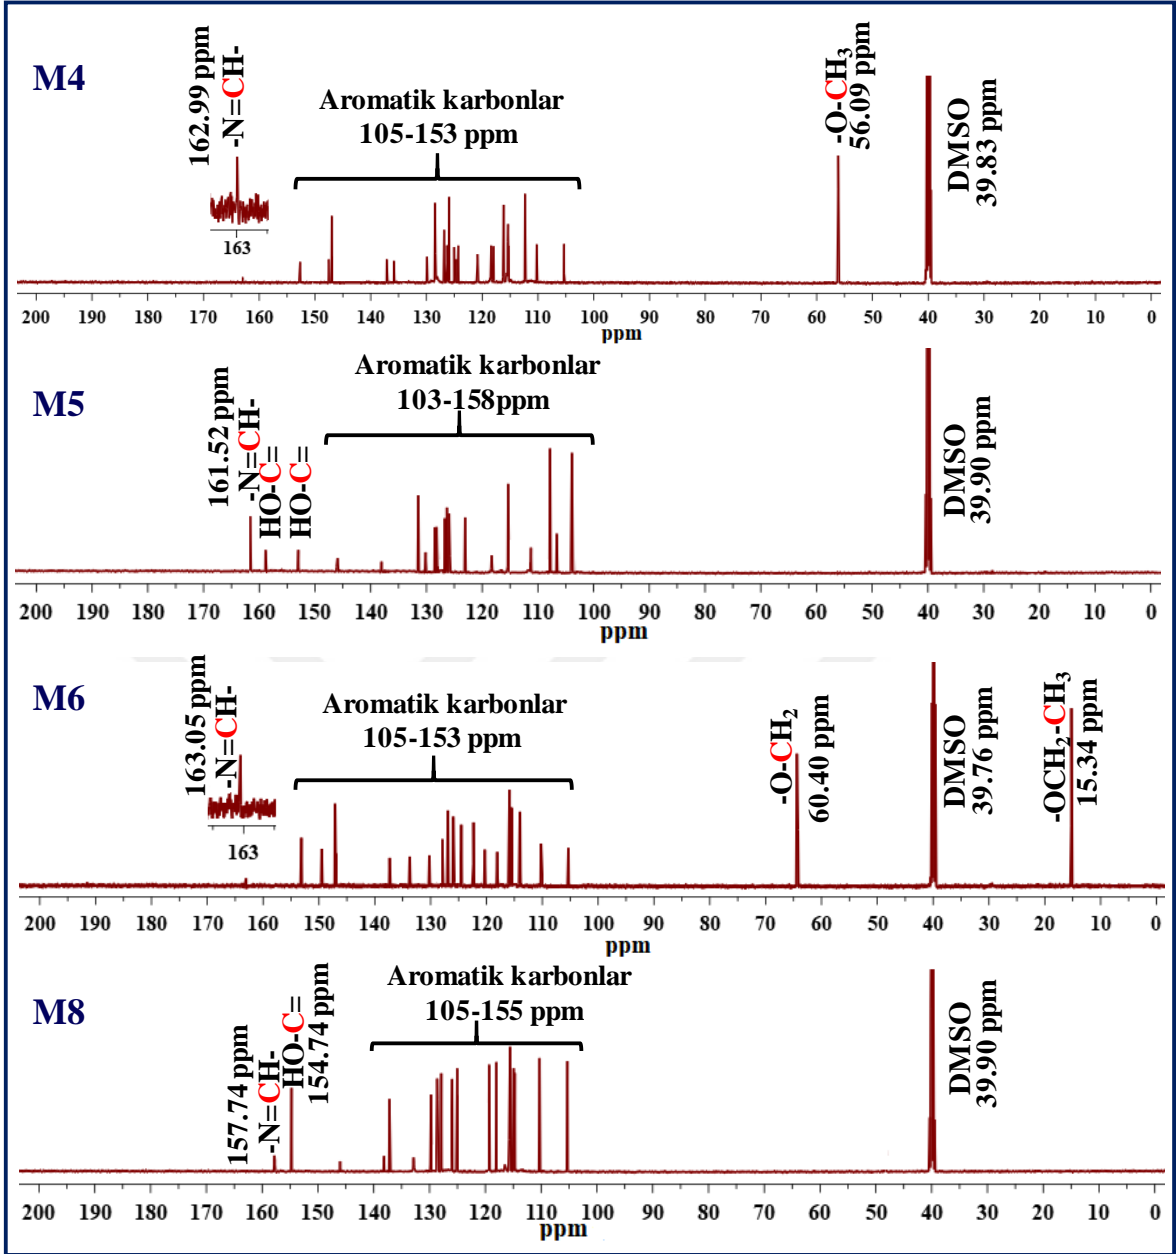 M4
162.99 ppm
-N=CH-
163
Aromatik karbonlar
105-153 ppm
-O-CH₃
56.09 ppm
DMSO
39.83 ppm
200 190 180 170 160 150 140 130 120 110 100 90 80 70 60 50 40 30 20 10 0
ppm
M5
161.52 ppm
-N=CH-
HO-C=
HO-C=
Aromatik karbonlar
103-158ppm
DMSO
39.90 ppm
200 190 180 170 160 150 140 130 120 110 100 90 80 70 60 50 40 30 20 10 0
ppm
M6
163.05 ppm
-N=CH-
163
Aromatik karbonlar
105-153 ppm
-O-CH₂
60.40 ppm
DMSO
39.76 ppm
-OCH₂-CH₃
15.34 ppm
200 190 180 170 160 150 140 130 120 110 100 90 80 70 60 50 40 30 20 10 0
ppm
M8
157.74 ppm
-N=CH-
HO-C=
154.74 ppm
Aromatik karbonlar
105-155 ppm
DMSO
39.90 ppm
200 190 180 170 160 150 140 130 120 110 100 90 80 70 60 50 40 30 20 10 0
ppm